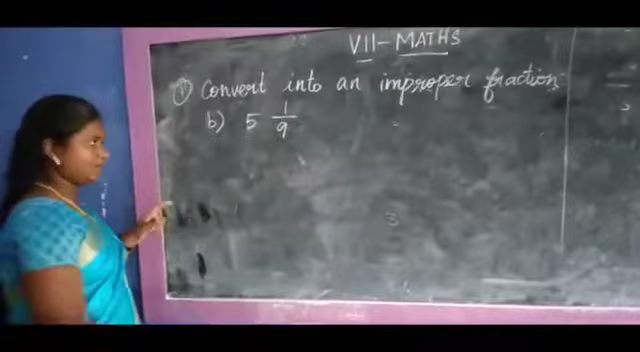 VII - MATHS
① Convert into an improper fraction
b) 5 1/9